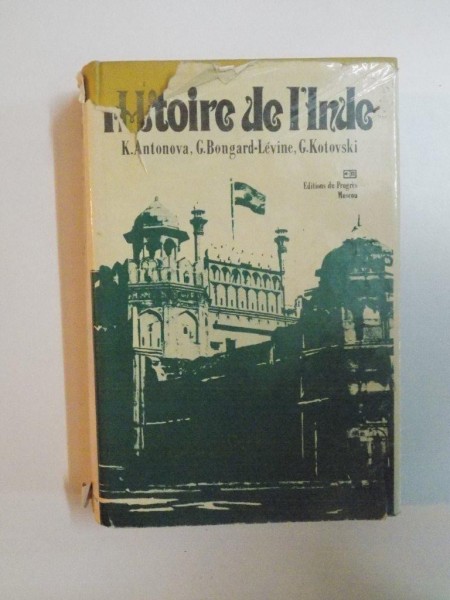 Histoire de l'Inde
K. Antonova, G. Bongard-Lévine, G. Kotovski
Editions du Progrès
Moscou